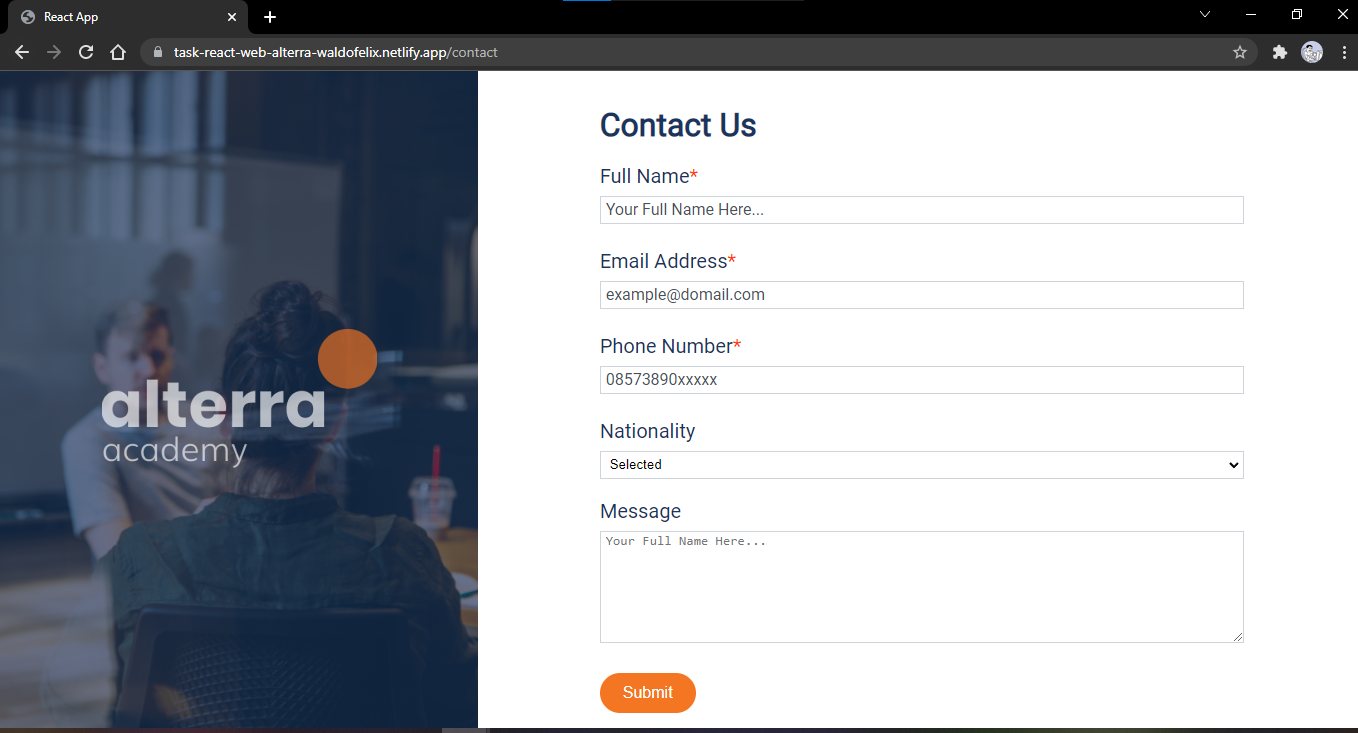 React App
task-react-web-alterra-waldofelix.netlify.app/contact
alterra
academy
Contact Us
Full Name*
Your Full Name Here...
Email Address*
example@domail.com
Phone Number*
08573890xxxxx
Nationality
Selected
Message
Your Full Name Here...
Submit